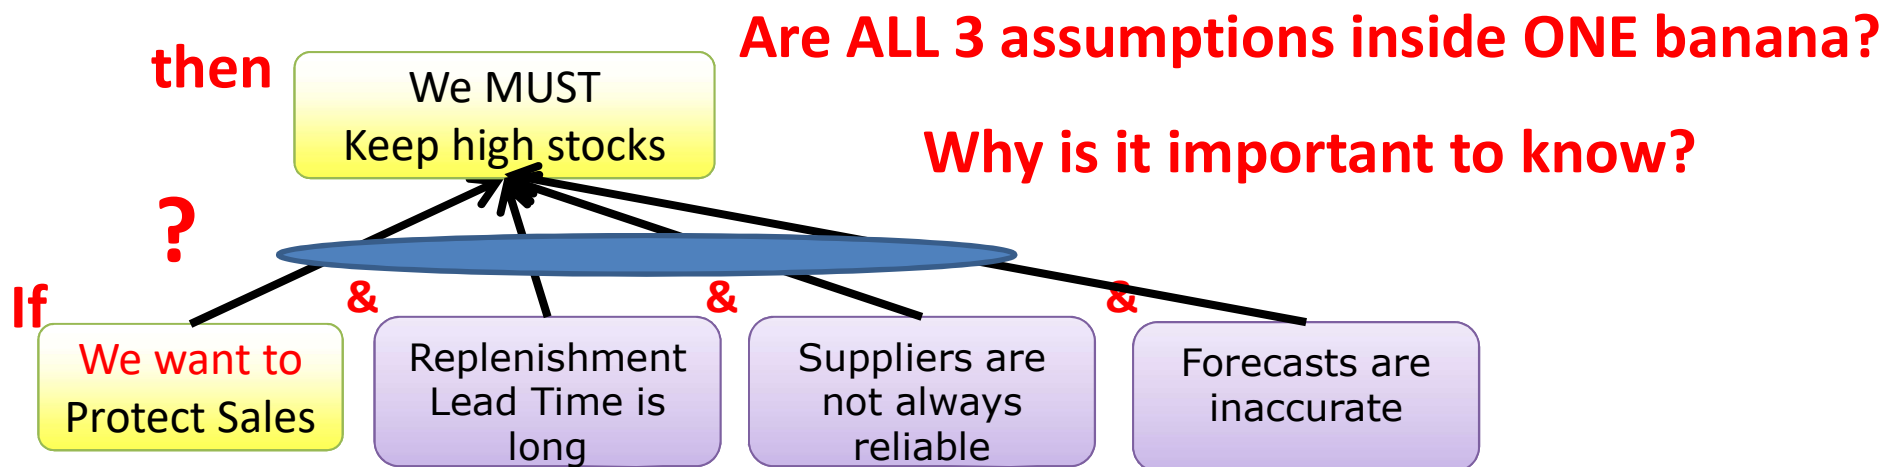 Are ALL 3 assumptions inside ONE banana?
then
We MUST
Keep high stocks
Why is it important to know?
?
If
& & &
We want to
Protect Sales
Replenishment
Lead Time is
long
Suppliers are
not always
reliable
Forecasts are
inaccurate